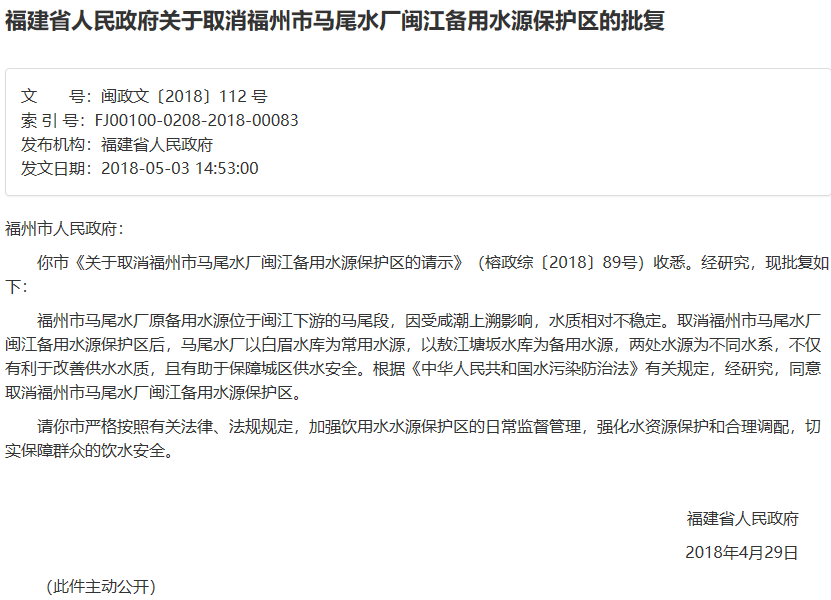 福建省人民政府关于取消福州市马尾水厂闽江备用水源保护区的批复
文　　号：闽政文〔2018〕112 号
索 引 号：FJ00100-0208-2018-00083
发布机构：福建省人民政府
发文日期：2018-05-03 14:53:00
福州市人民政府：
你市《关于取消福州市马尾水厂闽江备用水源保护区的请示》（榕政综〔2018〕89号）收悉。经研究，现批复如
下：
福州市马尾水厂原备用水源位于闽江下游的马尾段，因受咸潮上溯影响，水质相对不稳定。取消福州市马尾水厂
闽江备用水源保护区后，马尾水厂以白眉水库为常用水源，以敖江塘坂水库为备用水源，两处水源为不同水系，不仅
有利于改善供水水质，且有助于保障城区供水安全。根据《中华人民共和国水污染防治法》有关规定，经研究，同意
取消福州市马尾水厂闽江备用水源保护区。
请你市严格按照有关法律、法规规定，加强饮用水水源保护区的日常监督管理，强化水资源保护和合理调配，切
实保障群众的饮水安全。
福建省人民政府
2018年4月29日
（此件主动公开）